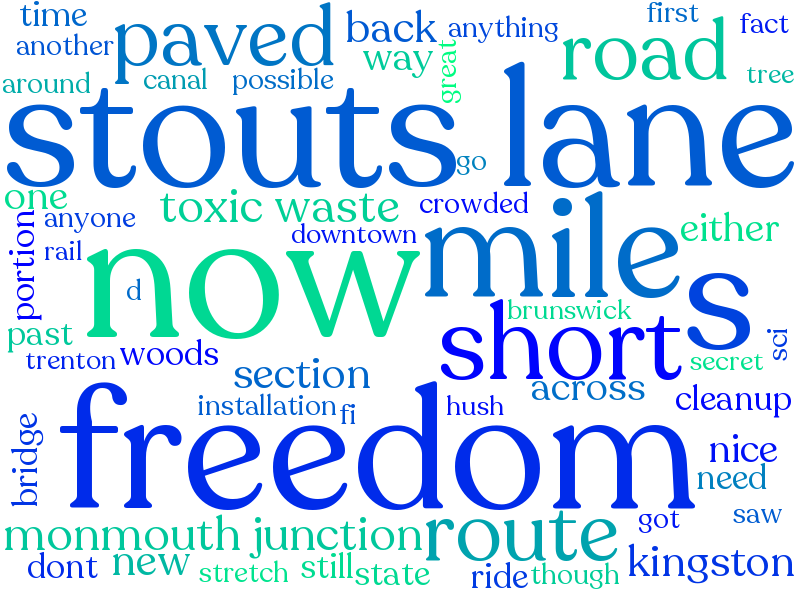 time
another
paved
back
anything
way
first
fact
road
tree
around
canal
possible
great
stouts lane
go
one
toxic waste
crowded
either
portion
anyone
rail
downtown
now
mile
s
d
brunswick
past
trenton
woods
short
sci
secret
section
across
cleanup
installation
fi
hush
bridge
freedom
nice
need
monmouth junction
route
got
saw
dont
new
stretch
still
state
ride
though
kingston